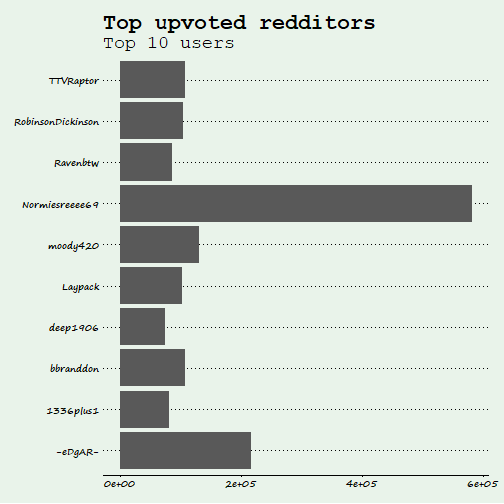 Top upvoted redditors
Top 10 users
TTVRaptor
RobinsonDickinson
Ravenbtw
Normiesreeee69
moody420
Laypack
deep1906
bbranddon
1336plus1
-eDgAR-
0e+00 2e+05 4e+05 6e+05